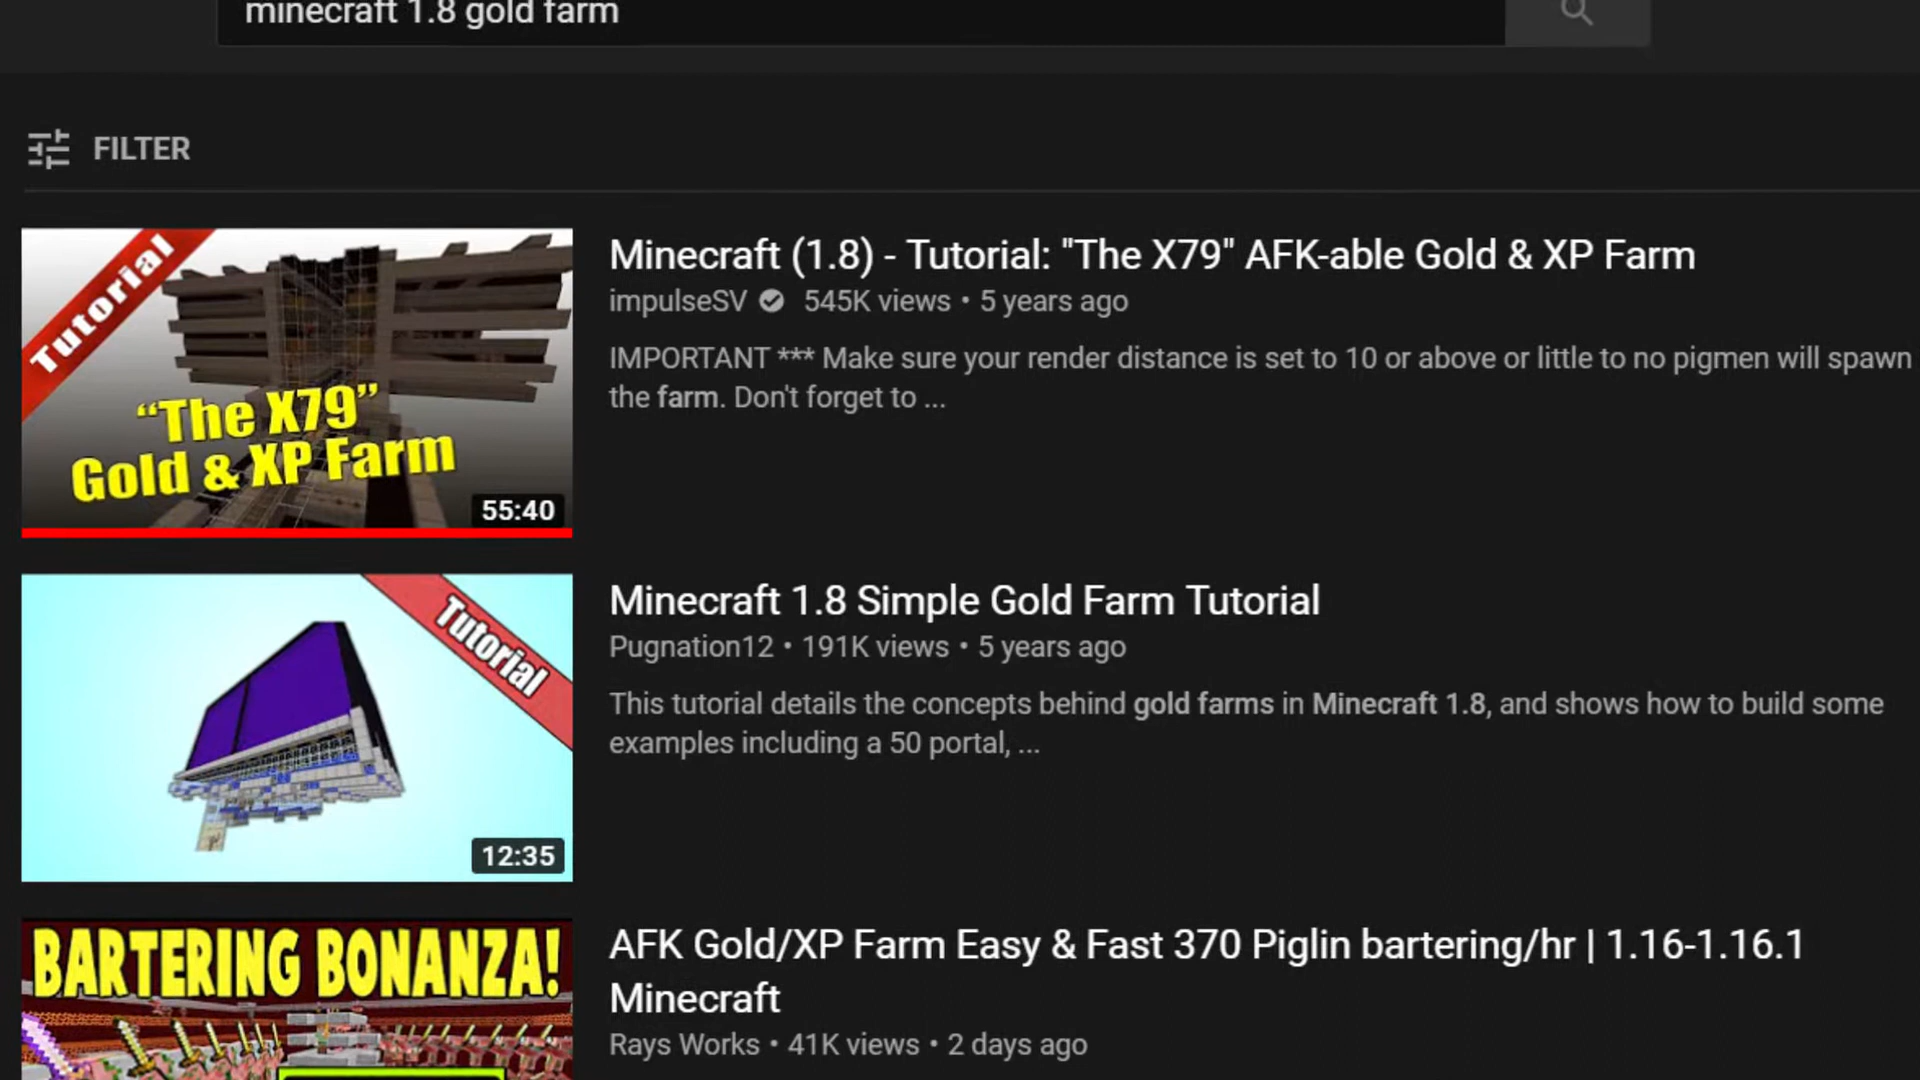 minecraft 1.8 gold farm
FILTER
Tutorial
“The X79”
Gold & XP Farm
55:40
Minecraft (1.8) - Tutorial: "The X79" AFK-able Gold & XP Farm
impulseSV 545K views • 5 years ago
IMPORTANT *** Make sure your render distance is set to 10 or above or little to no pigmen will spawn
the farm. Don't forget to ...
Tutorial
12:35
Minecraft 1.8 Simple Gold Farm Tutorial
Pugnation12 • 191K views • 5 years ago
This tutorial details the concepts behind gold farms in Minecraft 1.8, and shows how to build some
examples including a 50 portal, ...
BARTERING BONANZA!
AFK Gold/XP Farm Easy & Fast 370 Piglin bartering/hr | 1.16-1.16.1
Minecraft
Rays Works • 41K views • 2 days ago